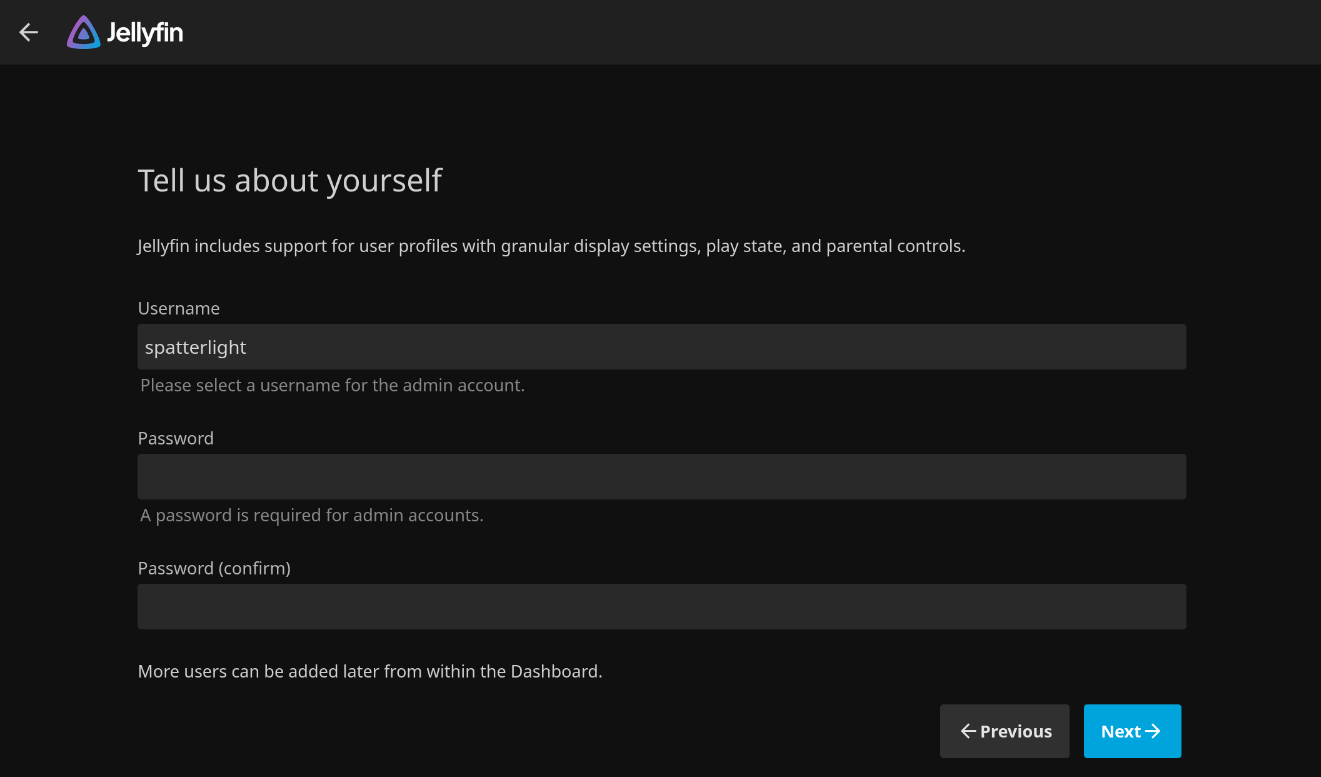 Jellyfin
Tell us about yourself
Jellyfin includes support for user profiles with granular display settings, play state, and parental controls.
Username
spatterlight
Please select a username for the admin account.
Password
A password is required for admin accounts.
Password (confirm)
More users can be added later from within the Dashboard.
Previous
Next